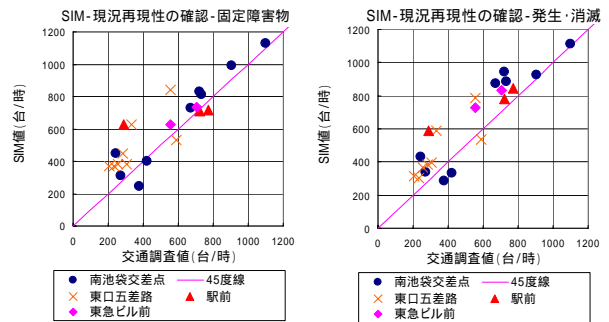 SIM-現況再現性の確認-固定障害物
1200
1000
800
600
400
200
0
SIM値(台/時)
0 200 400 600 800 1000 1200
交通調査値(台/時)
南池袋交差点
45度線
東口五差路
駅前
東急ビル前
SIM-現況再現性の確認-発生・消滅
1200
1000
800
600
400
200
0
SIM値(台/時)
0 200 400 600 800 1000 1200
交通調査値(台/時)
南池袋交差点
45度線
東口五差路
駅前
東急ビル前